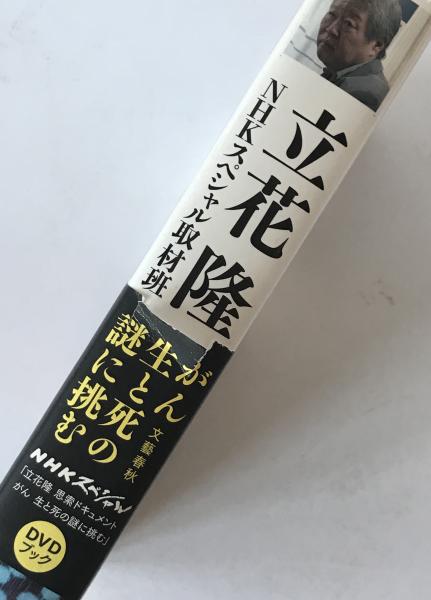 立花隆
NHKスペシャル取材班
がん 生と死の
謎に挑む
文藝春秋
NHKスペシャル
「立花隆 思索ドキュメント
がん 生と死の謎に挑む」
DVD
ブック